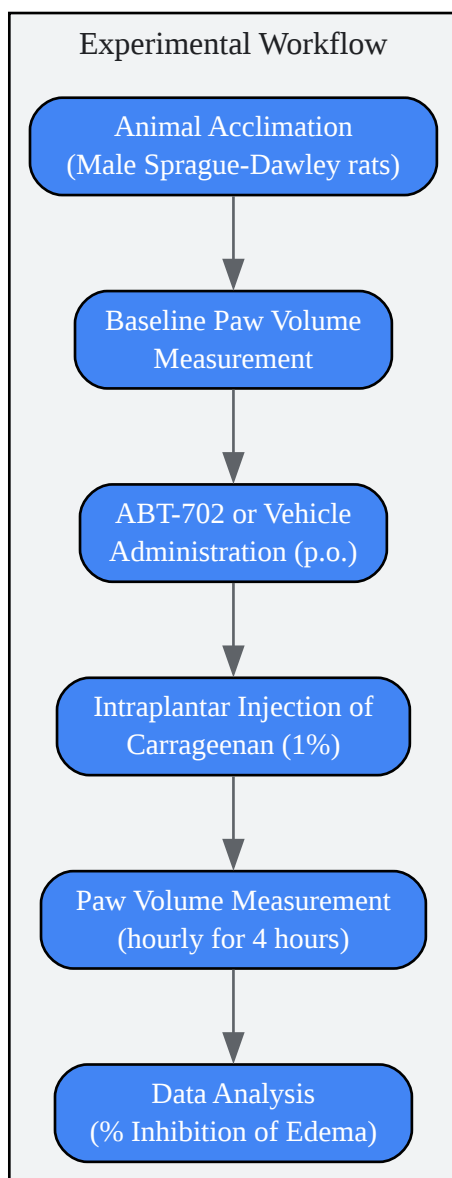 Experimental Workflow
Animal Acclimation
(Male Sprague-Dawley rats)
Baseline Paw Volume
Measurement
ABT-702 or Vehicle
Administration (p.o.)
Intraplantar Injection of
Carrageenan (1%)
Paw Volume Measurement
(hourly for 4 hours)
Data Analysis
(% Inhibition of Edema)